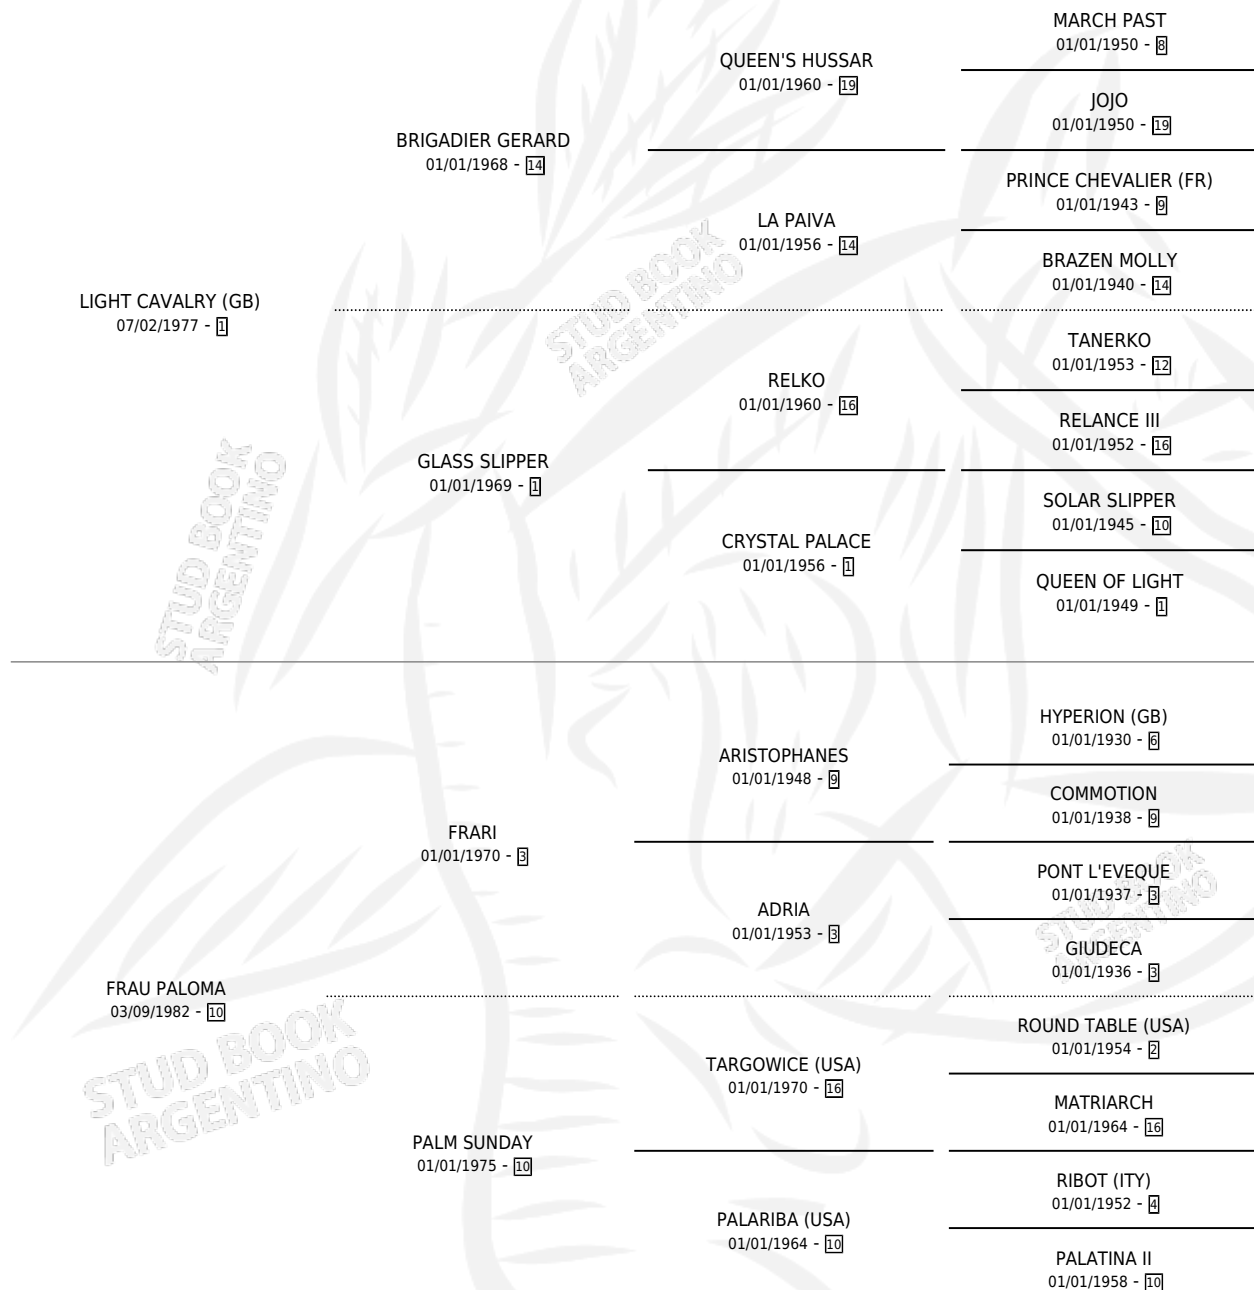 MARCH PAST
01/01/1950 - 8
QUEEN'S HUSSAR
01/01/1960 - 19
JOJO
01/01/1950 - 19
BRIGADIER GERARD
01/01/1968 - 14
PRINCE CHEVALIER (FR)
01/01/1943 - 9
LA PAIVA
01/01/1956 - 14
BRAZEN MOLLY
01/01/1940 - 14
LIGHT CAVALRY (GB)
07/02/1977 - 1
TANERKO
01/01/1953 - 12
RELKO
01/01/1960 - 16
RELANCE III
01/01/1952 - 16
GLASS SLIPPER
01/01/1969 - 1
SOLAR SLIPPER
01/01/1945 - 10
CRYSTAL PALACE
01/01/1956 - 1
QUEEN OF LIGHT
01/01/1949 - 1
HYPERION (GB)
01/01/1930 - 6
ARISTOPHANES
01/01/1948 - 9
COMMOTION
01/01/1938 - 9
FRARI
01/01/1970 - 3
PONT L'EVEQUE
01/01/1937 - 3
ADRIA
01/01/1953 - 3
GIUDECA
01/01/1936 - 3
FRAU PALOMA
03/09/1982 - 10
ROUND TABLE (USA)
01/01/1954 - 2
TARGOWICE (USA)
01/01/1970 - 16
MATRIARCH
01/01/1964 - 16
PALM SUNDAY
01/01/1975 - 10
RIBOT (ITY)
01/01/1952 - 4
PALARIBA (USA)
01/01/1964 - 10
PALATINA II
01/01/1958 - 10
STUD BOOK
ARGENTINO
STUD BOOK
ARGENTINO
STUD BOOK
ARGENTINO
STUD BOOK
ARGENTINO